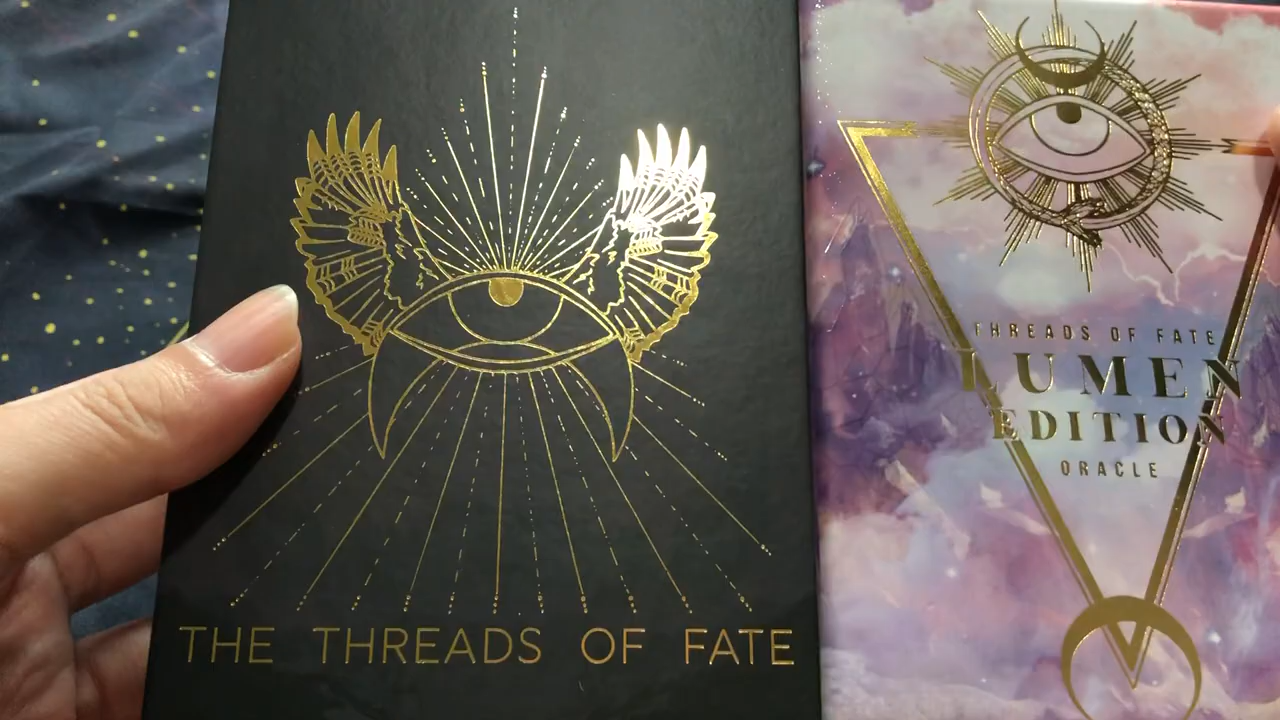 THE THREADS OF FATE
THREADS OF FATE
LUMEN
EDITION
ORACLE